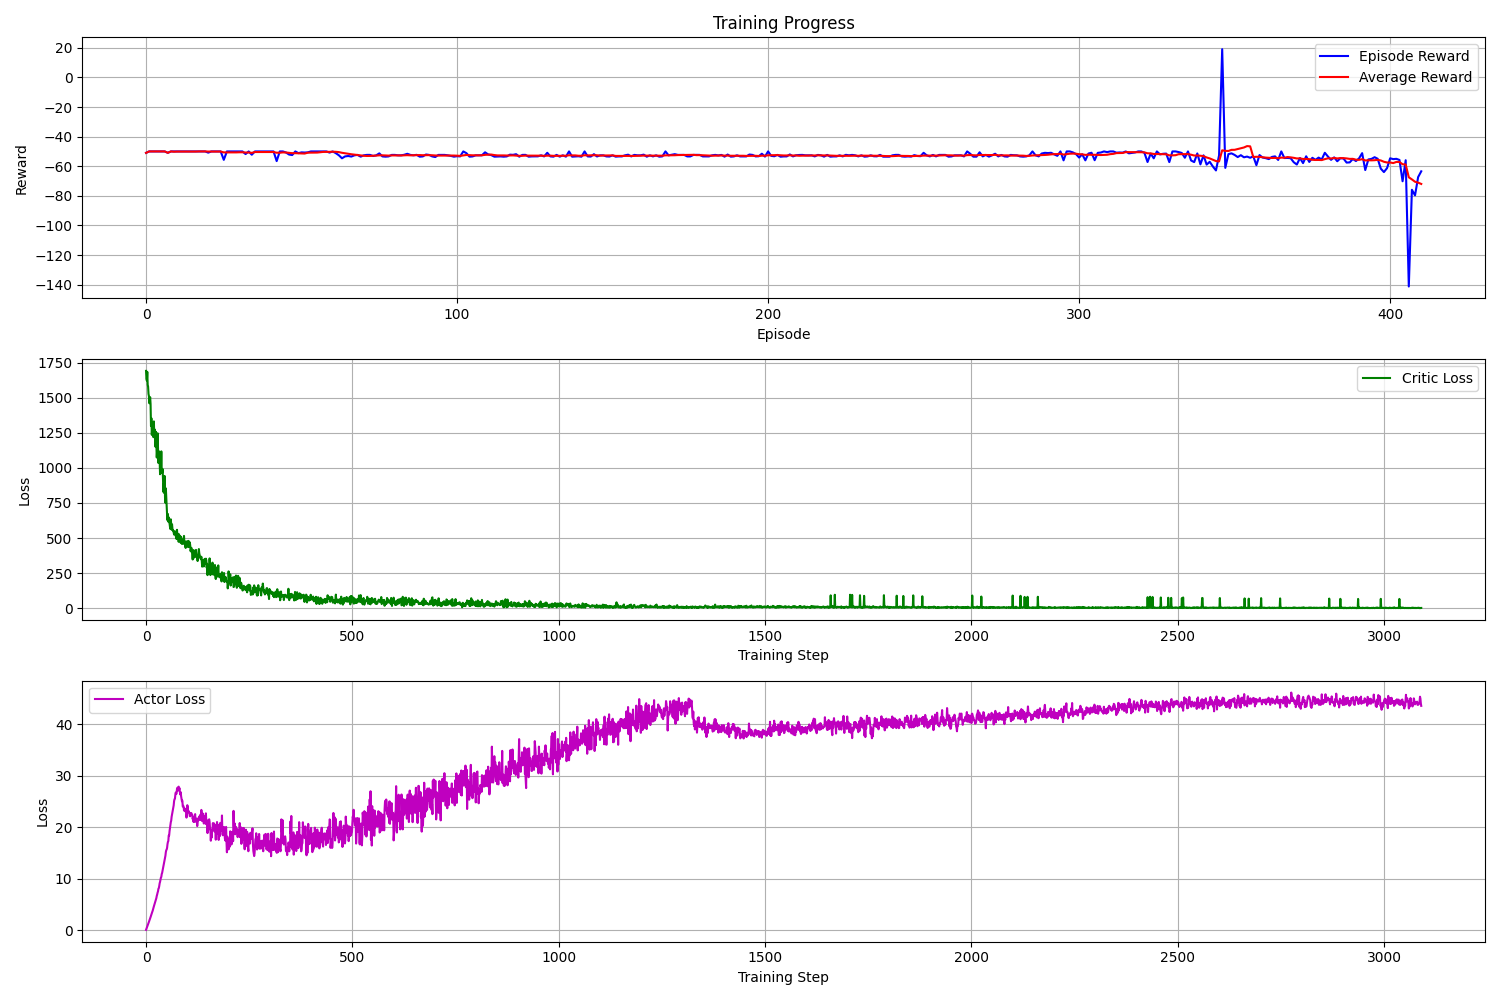 Training Progress
20
0
−20
−40
−60
−80
−100
−120
−140
Reward
Episode Reward
Average Reward
0 100 200 300 400
Episode
1750
1500
1250
1000
750
500
250
0
Loss
Critic Loss
0 500 1000 1500 2000 2500 3000
Training Step
40
30
20
10
0
Loss
Actor Loss
0 500 1000 1500 2000 2500 3000
Training Step